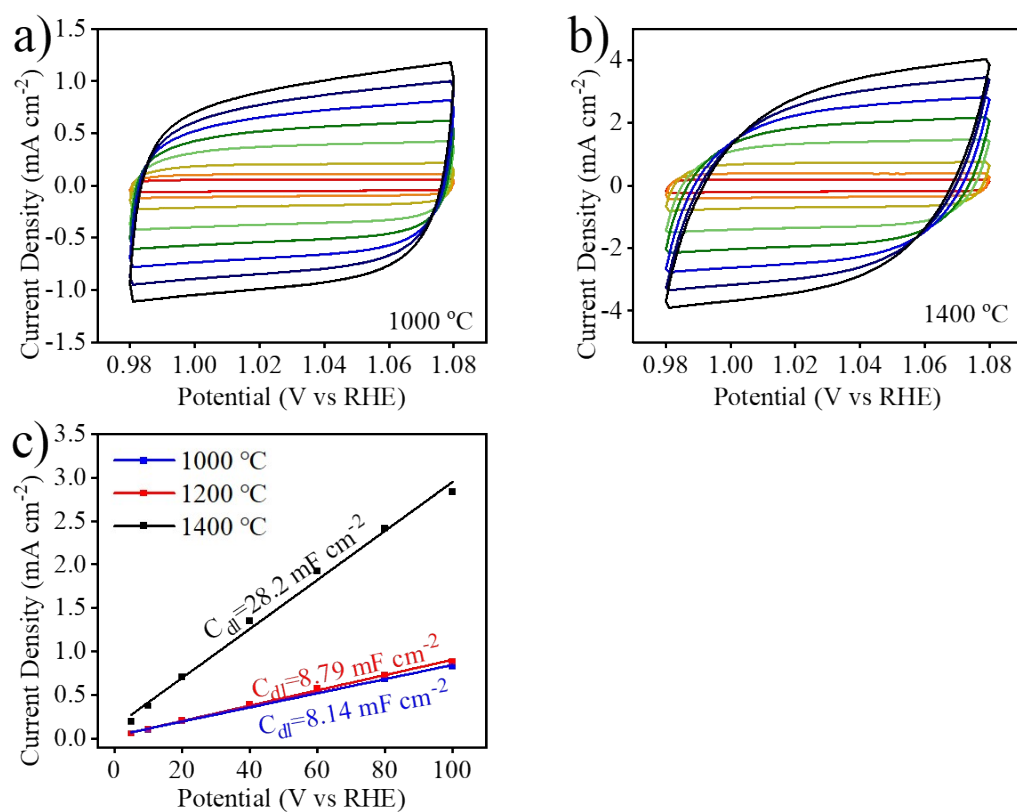 a)
1.5
1.0
0.5
0.0
-0.5
-1.0
-1.5
Current Density (mA cm-2)
0.98 1.00 1.02 1.04 1.06 1.08
Potential (V vs RHE)
1000 ºC
b)
4
2
0
-2
-4
Current Density (mA cm-2)
0.98 1.00 1.02 1.04 1.06 1.08
Potential (V vs RHE)
1400 ºC
c)
3.5
3.0
2.5
2.0
1.5
1.0
0.5
0.0
Current Density (mA cm-2)
1000 °C
1200 °C
1400 °C
Cdl=28.2 mF cm-2
Cdl=8.79 mF cm-2
Cdl=8.14 mF cm-2
0 20 40 60 80 100
Potential (V vs RHE)